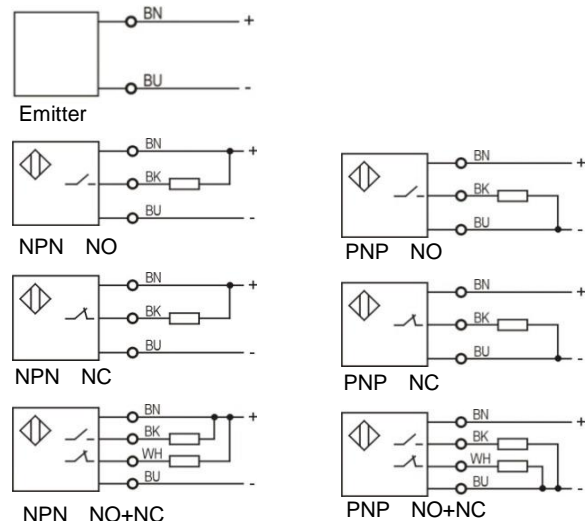 BN +
BU -
Emitter
BN +
BK
BU -
NPN NO
BN +
BK
BU -
PNP NO
BN +
BK
BU -
NPN NC
BN +
BK
BU -
PNP NC
BN +
BK
WH
BU -
NPN NO+NC
BN +
BK
WH
BU -
PNP NO+NC